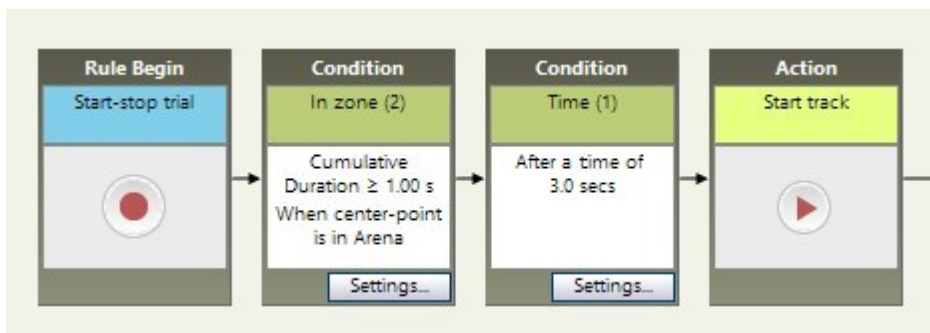 Rule Begin
Start-stop trial
Condition
In zone (2)
Cumulative
Duration ≥ 1.00 s
When center-point
is in Arena
Settings...
Condition
Time (1)
After a time of
3.0 secs
Settings...
Action
Start track